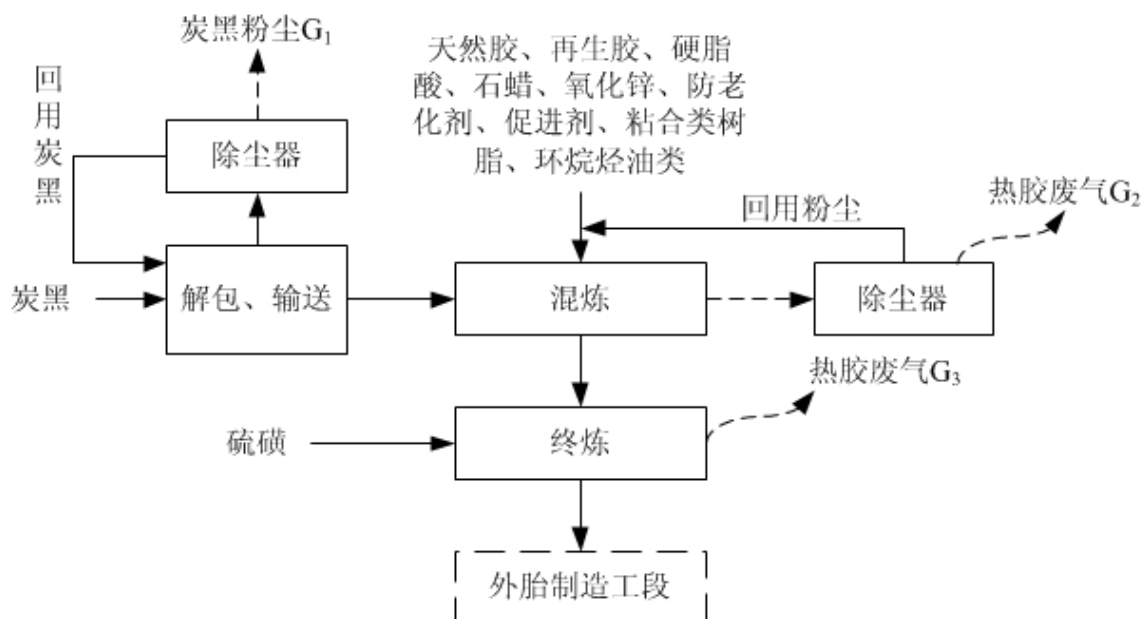 炭黑粉尘G₁
天然胶、再生胶、硬脂
酸、石蜡、氧化锌、防老
化剂、促进剂、粘合类树
脂、环烷烃油类
回用炭黑
除尘器
回用粉尘
热胶废气G₂
炭黑
解包、输送
混炼
除尘器
热胶废气G₃
硫磺
终炼
外胎制造工段